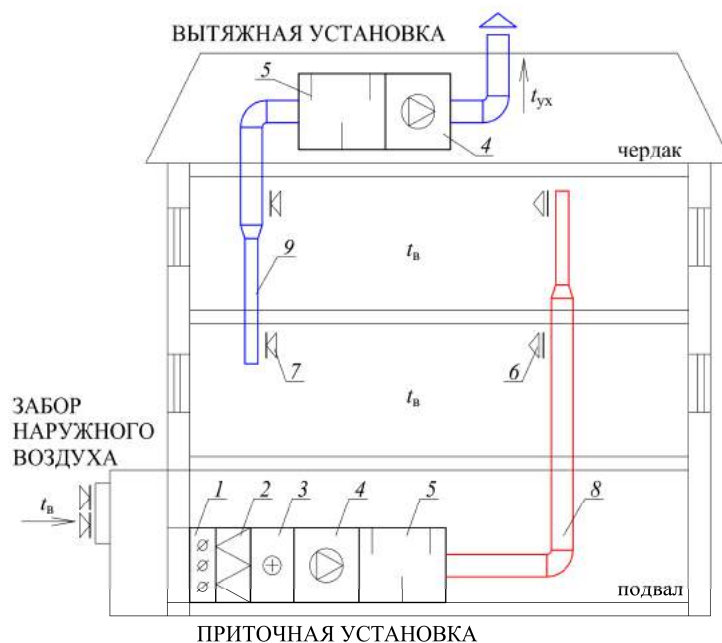 ВЫТЯЖНАЯ УСТАНОВКА
5
tух
4
чердак
9
tв
7
6
tв
ЗАБОР
НАРУЖНОГО
ВОЗДУХА
tв
1 2 3 4 5 8
подвал
ПРИТОЧНАЯ УСТАНОВКА